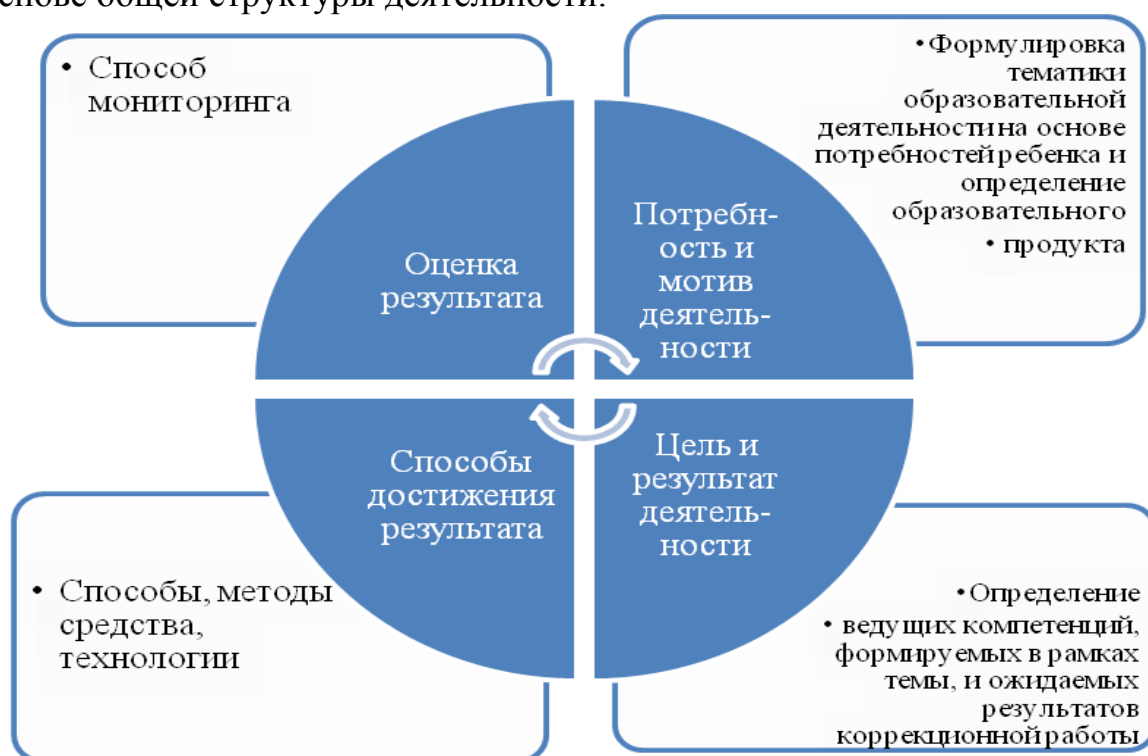 снове общей структуры деятельности.
• Способ
мониторинга
• Формулировка
тематики
образовательной
деятельностина основе
потребностейребенка и
определение
образовательного
• продукта
Оценка
результата
Потребн-
ость и
мотив
деятель-
ности
Способы
достижения
результата
Цель и
результат
деятель-
ности
• Способы, методы
средства,
технологии
• Определение
• ведущих компетенций,
формируемых в рамках
темы, и ожидаемых
результатов
коррекционной работы